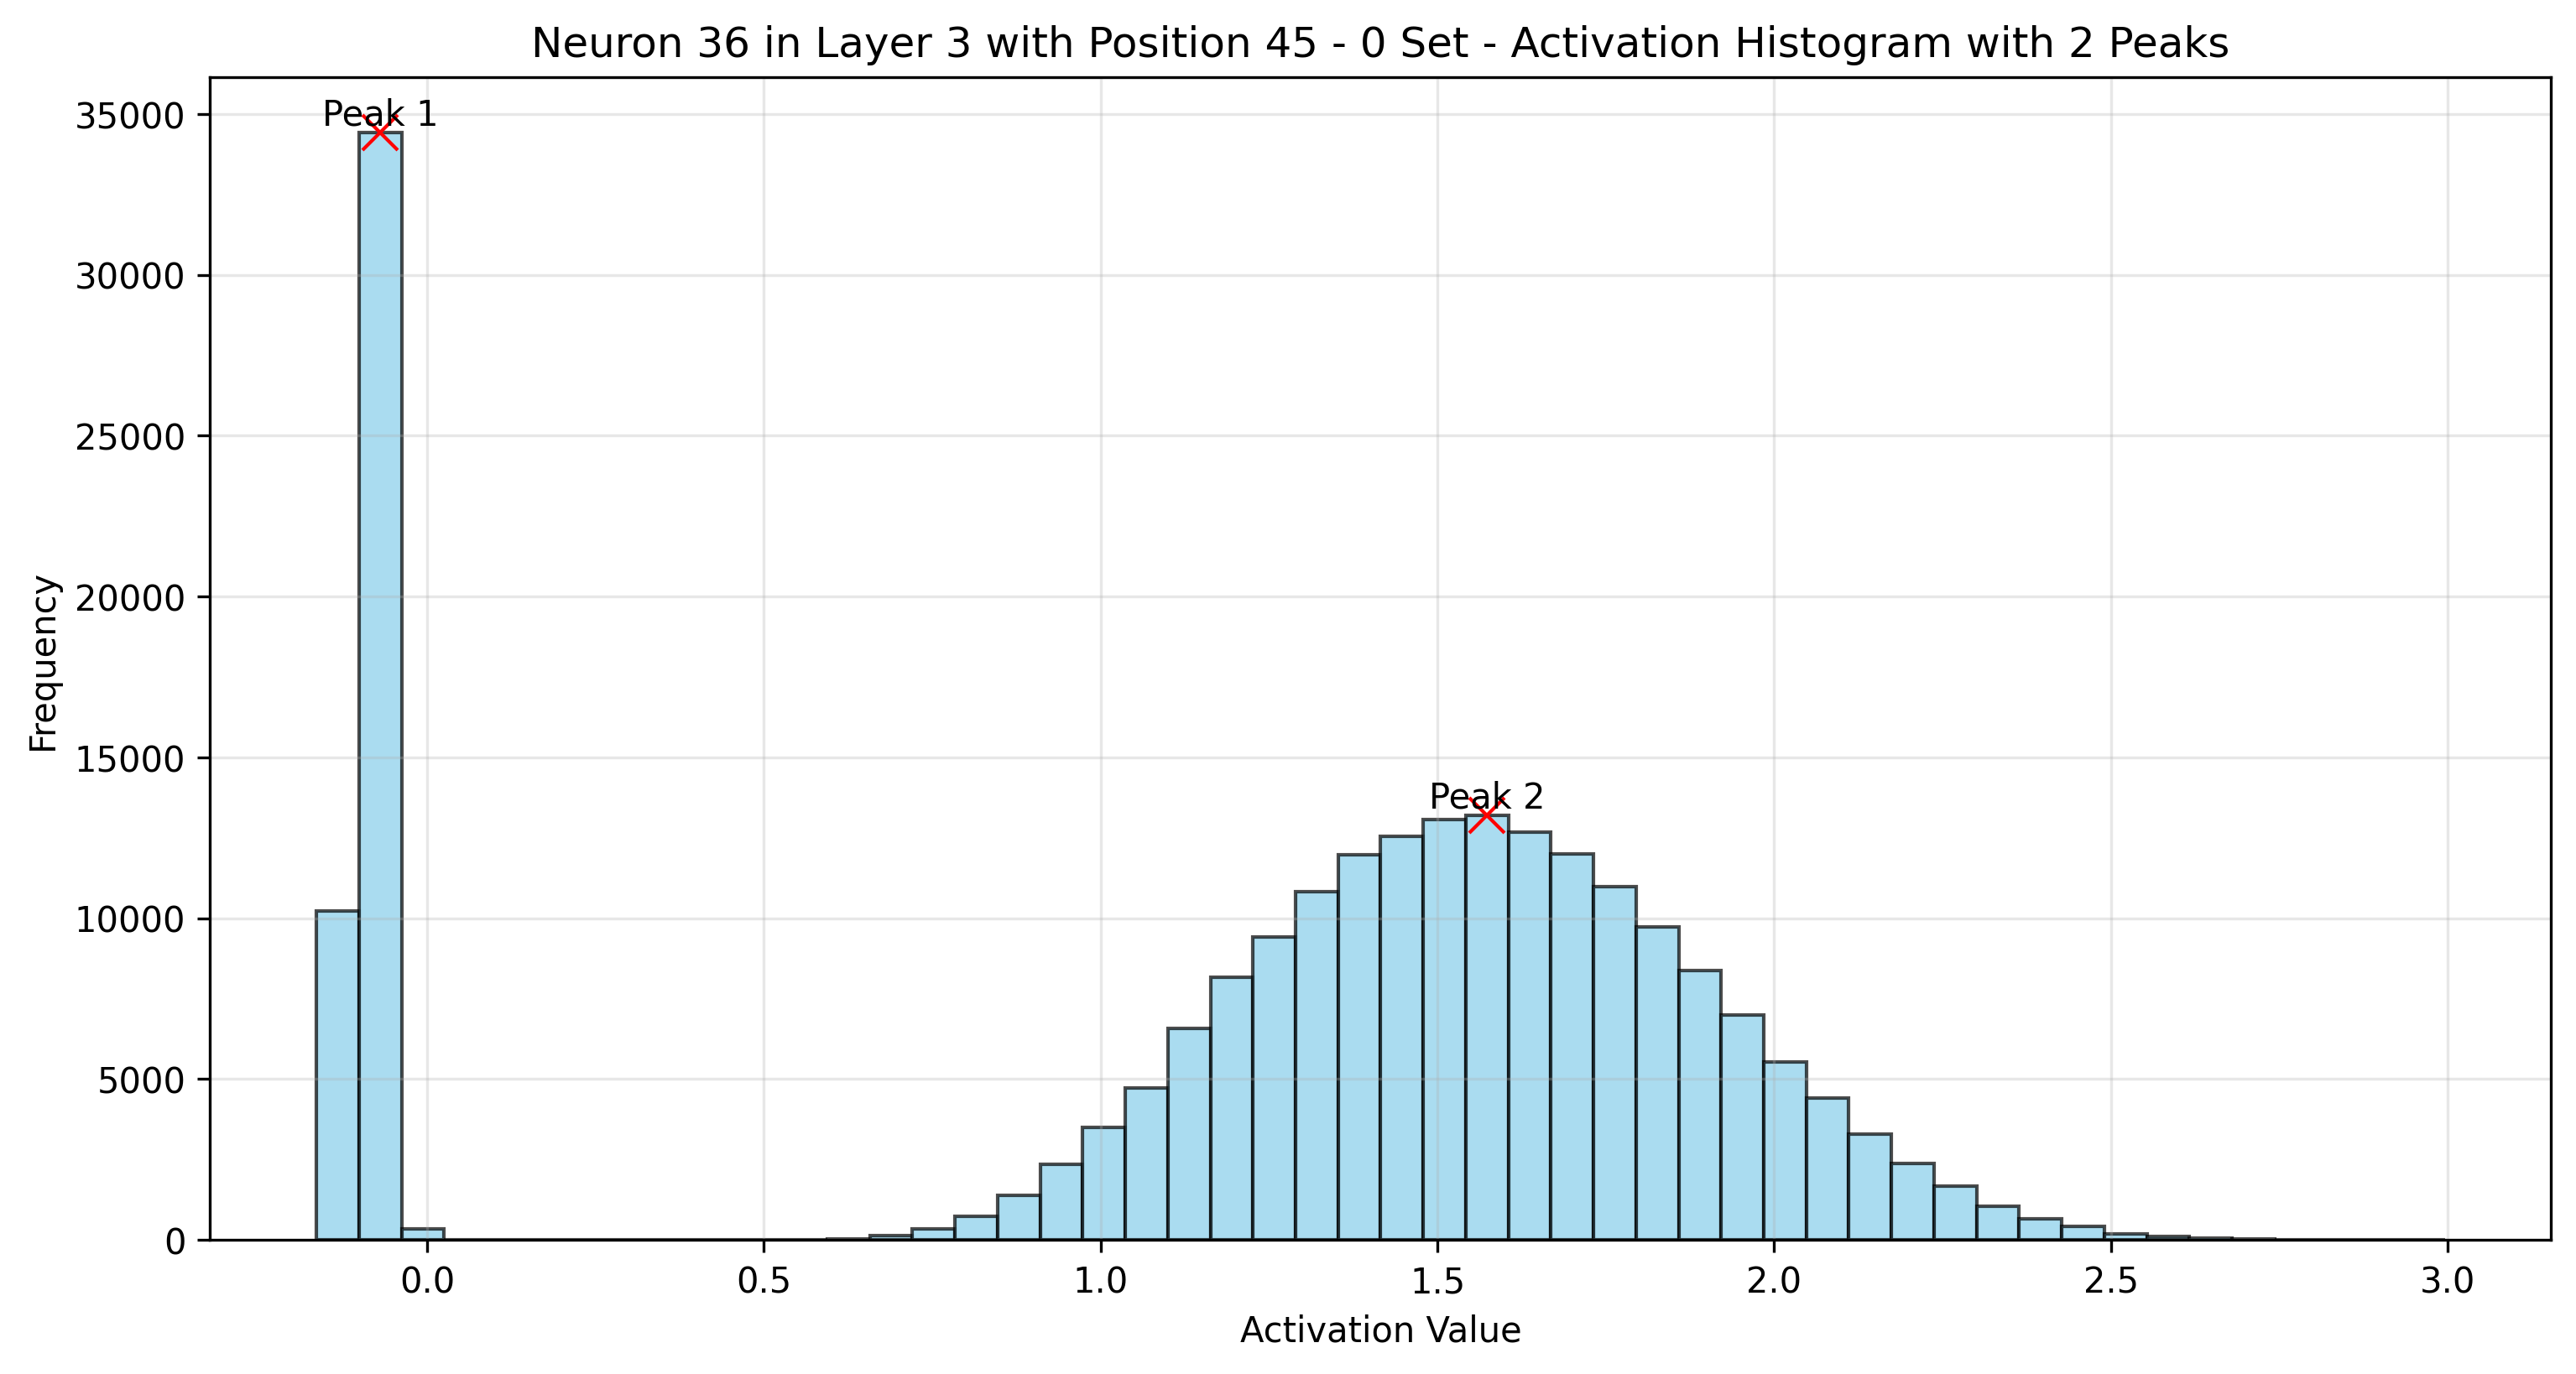 Neuron 36 in Layer 3 with Position 45 - 0 Set - Activation Histogram with 2 Peaks
Peak 1
Peak 2
35000
30000
25000
20000
15000
10000
5000
0
Frequency
0.0 0.5 1.0 1.5 2.0 2.5 3.0
Activation Value